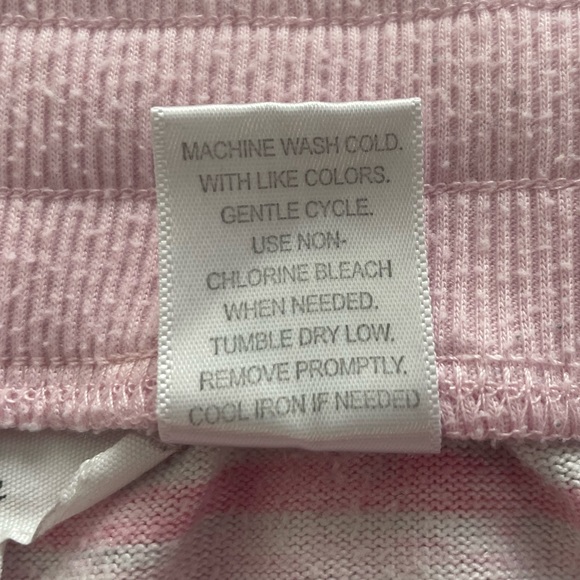 MACHINE WASH COLD.
WITH LIKE COLORS.
GENTLE CYCLE.
USE NON-
CHLORINE BLEACH
WHEN NEEDED.
TUMBLE DRY LOW.
REMOVE PROMPTLY.
COOL IRON IF NEEDED